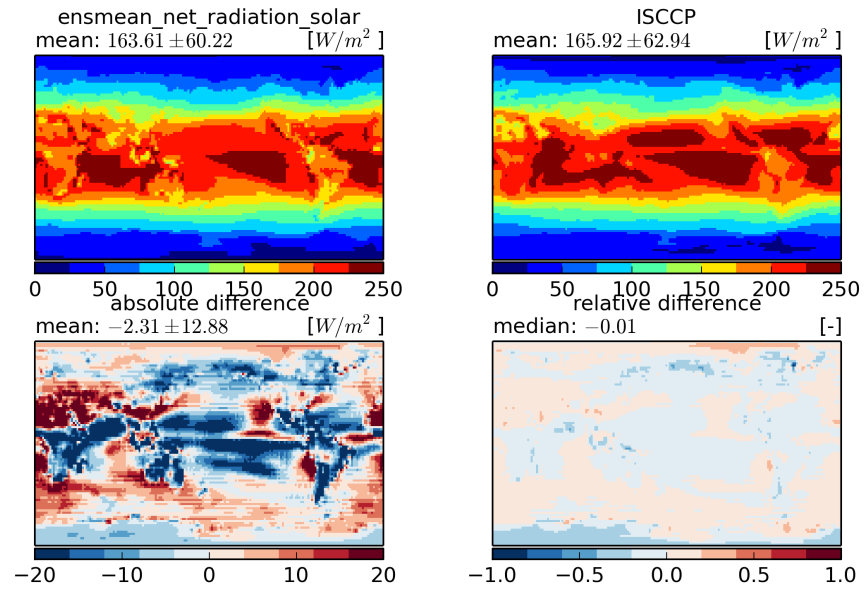 ensmean_net_radiation_solar
mean: 163.61±60.22 [W/m² ]
ISCCP
mean: 165.92±62.94 [W/m² ]
0 50 100 150 200 250
0 50 100 150 200 250
absolute difference
mean: −2.31±12.88 [W/m² ]
relative difference
median: −0.01 [-]
−20 −10 0 10 20
−1.0 −0.5 0.0 0.5 1.0